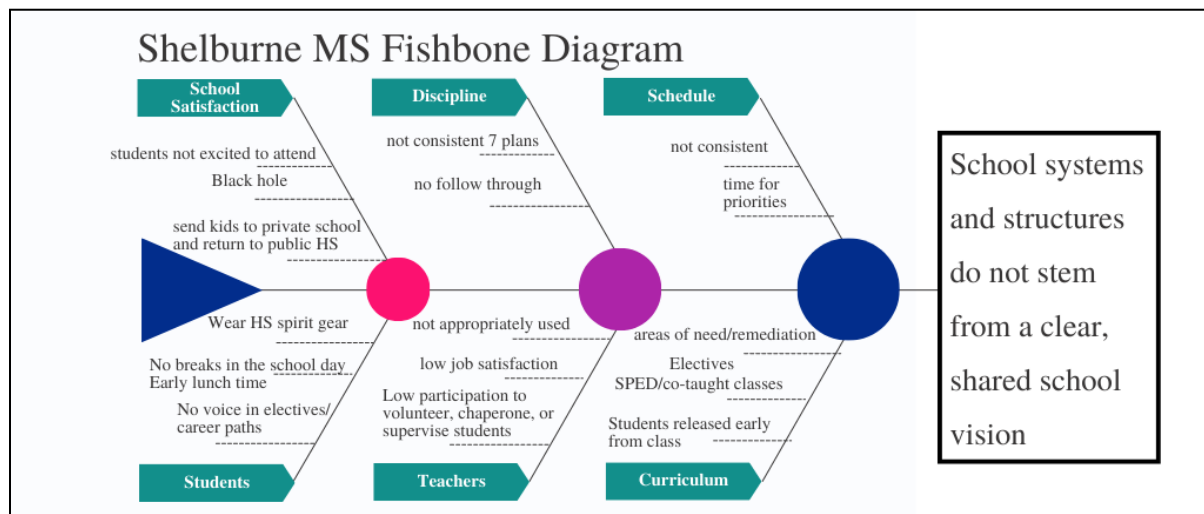 Shelburne MS Fishbone Diagram
School
Satisfaction
Discipline
Schedule
students not excited to attend
Black hole
send kids to private school
and return to public HS
not consistent 7 plans
no follow through
not consistent
time for
priorities
School systems
and structures
do not stem
from a clear,
shared school
vision
Wear HS spirit gear
No breaks in the school day
Early lunch time
No voice in electives/
career paths
not appropriately used
low job satisfaction
Low participation to
volunteer, chaperone, or
supervise students
areas of need/remediation
Electives
SPED/co-taught classes
Students released early
from class
Students
Teachers
Curriculum